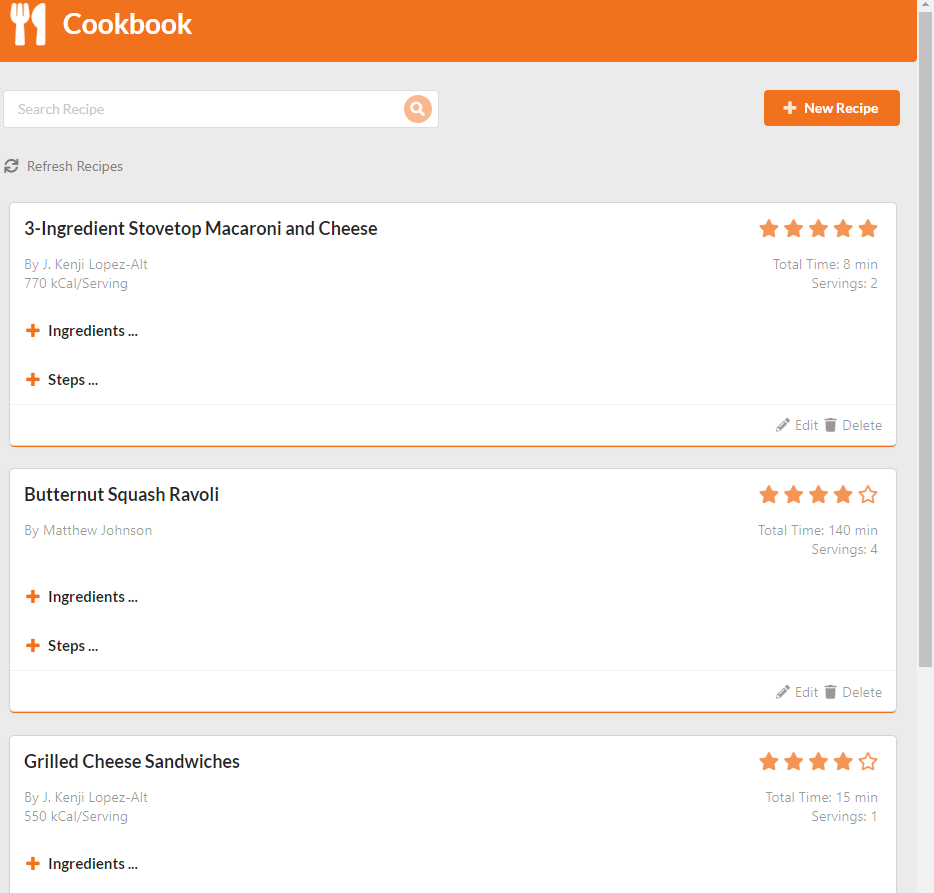 Cookbook
Search Recipe
New Recipe
Refresh Recipes
3-Ingredient Stovetop Macaroni and Cheese
By J. Kenji Lopez-Alt
Total Time: 8 min
770 kCal/Serving
Servings: 2
Ingredients ...
Steps ...
Edit Delete
Butternut Squash Ravoli
By Matthew Johnson
Total Time: 140 min
Servings: 4
Ingredients ...
Steps ...
Edit Delete
Grilled Cheese Sandwiches
By J. Kenji Lopez-Alt
Total Time: 15 min
550 kCal/Serving
Servings: 1
Ingredients ...